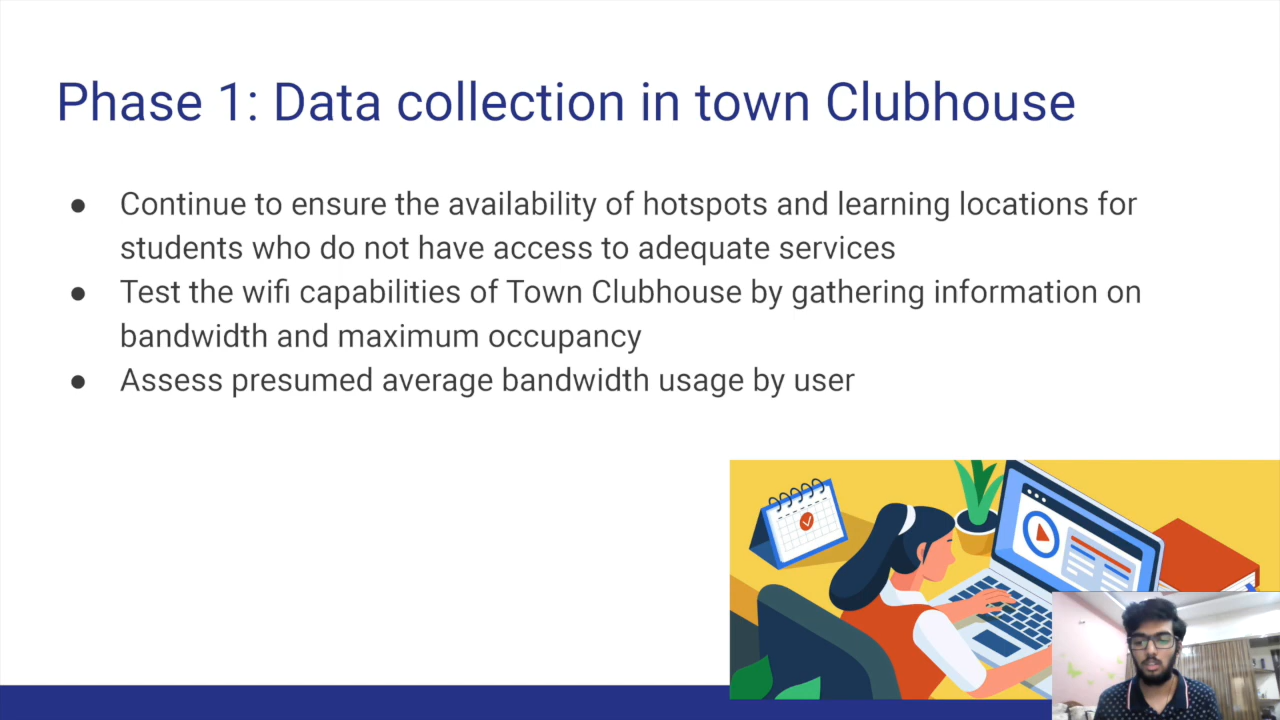 Phase 1: Data collection in town Clubhouse
● Continue to ensure the availability of hotspots and learning locations for
students who do not have access to adequate services
● Test the wifi capabilities of Town Clubhouse by gathering information on
bandwidth and maximum occupancy
● Assess presumed average bandwidth usage by user